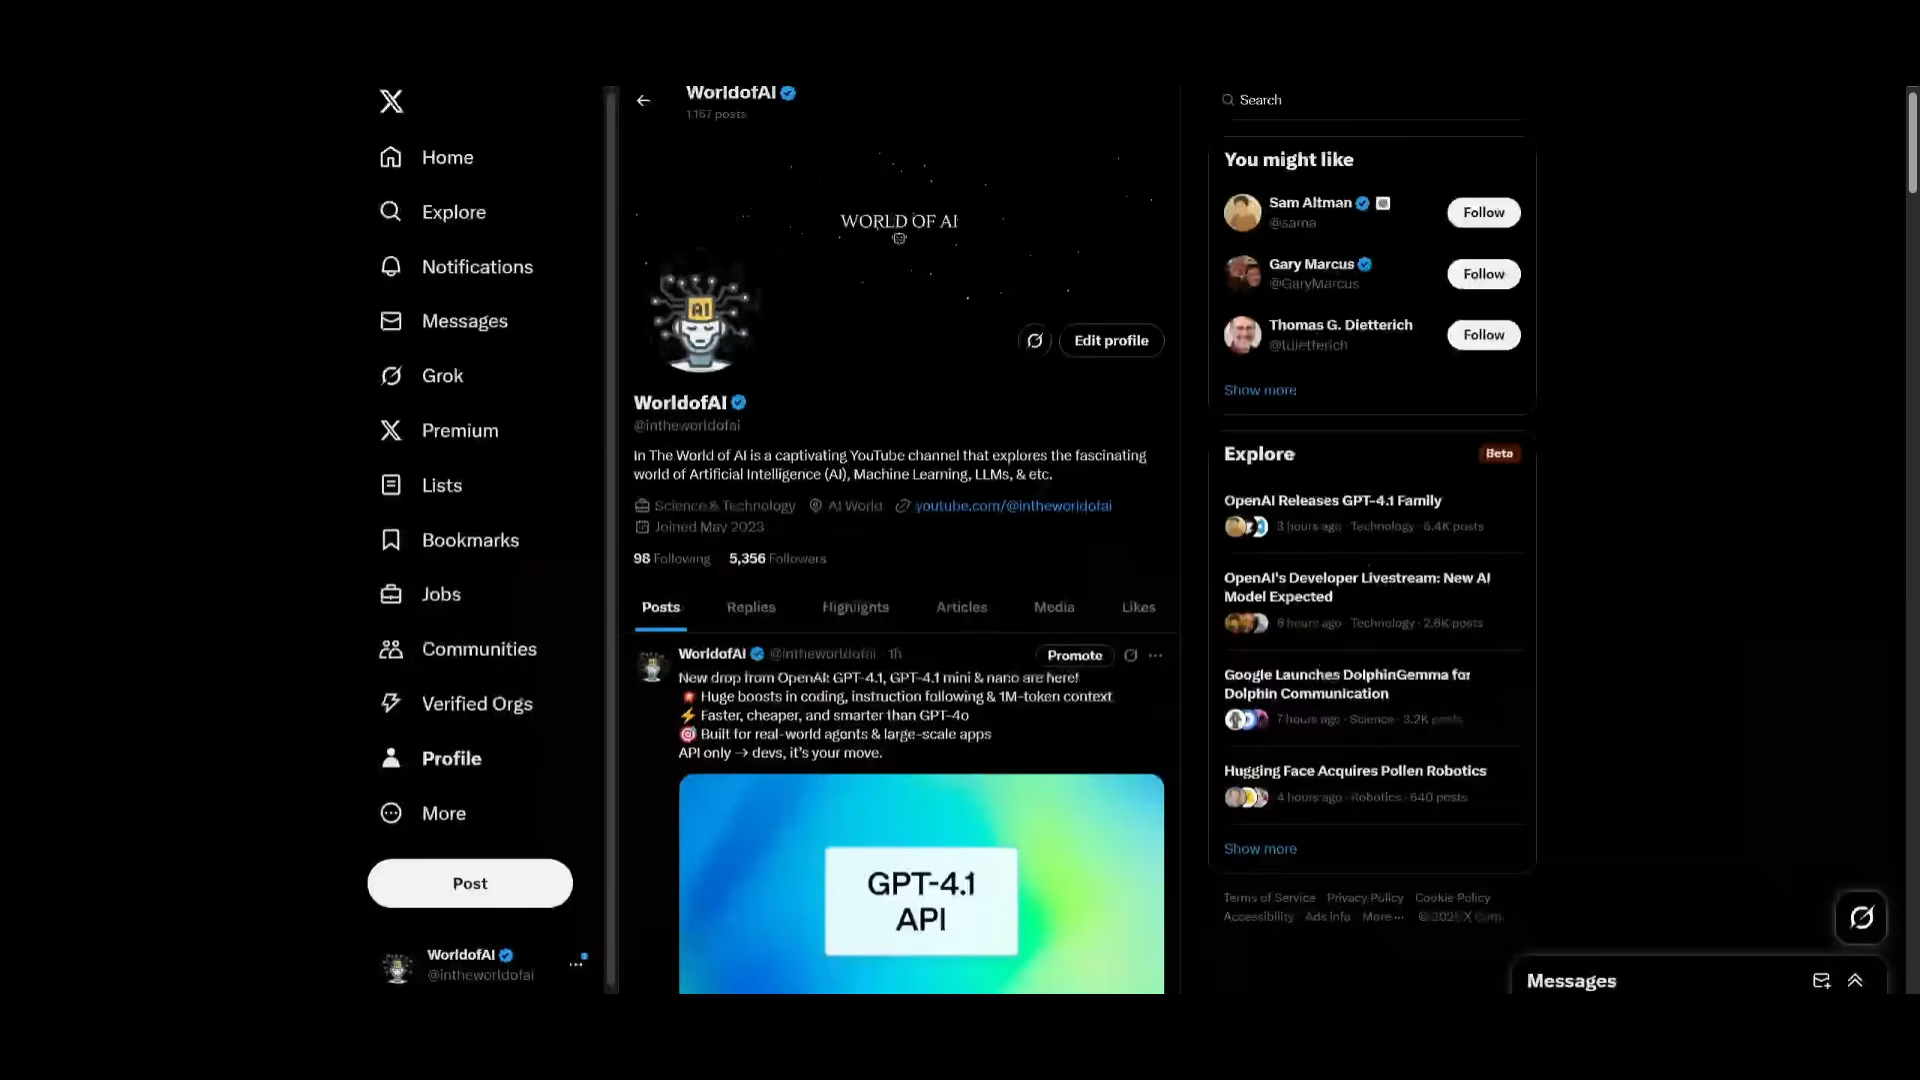 Home
Explore
Notifications
Messages
Grok
Premium
Lists
Bookmarks
Jobs
Communities
Verified Orgs
Profile
More
Post
WorldofAI
@intheworldofai
WorldofAI
1,157 posts
WORLD OF AI
AI
Edit profile
WorldofAI
@intheworldofai
In The World of AI is a captivating YouTube channel that explores the fascinating
world of Artificial Intelligence (AI), Machine Learning, LLMs, & etc.
Science & Technology AI World youtube.com/@intheworldofai
Joined May 2023
98 Following 5,356 Followers
Posts Replies Highlights Articles Media Likes
WorldofAI @intheworldofai · 1h Promote
New drop from OpenAI: GPT-4.1, GPT-4.1 mini & nano are here!
Huge boosts in coding, instruction following & 1M-token context
Faster, cheaper, and smarter than GPT-4o
Built for real-world agents & large-scale apps
API only → devs, it's your move.
GPT-4.1
API
Search
You might like
Sam Altman
@sama
Follow
Gary Marcus
@GaryMarcus
Follow
Thomas G. Dietterich
@tdietterich
Follow
Show more
Explore Beta
OpenAI Releases GPT-4.1 Family
3 hours ago · Technology · 6.4K posts
OpenAI's Developer Livestream: New AI
Model Expected
6 hours ago · Technology · 2.6K posts
Google Launches DolphinGemma for
Dolphin Communication
7 hours ago · Science · 3.2K posts
Hugging Face Acquires Pollen Robotics
4 hours ago · Robotics · 640 posts
Show more
Terms of Service Privacy Policy Cookie Policy
Accessibility Ads info More ··· © 2025 X Corp.
Messages